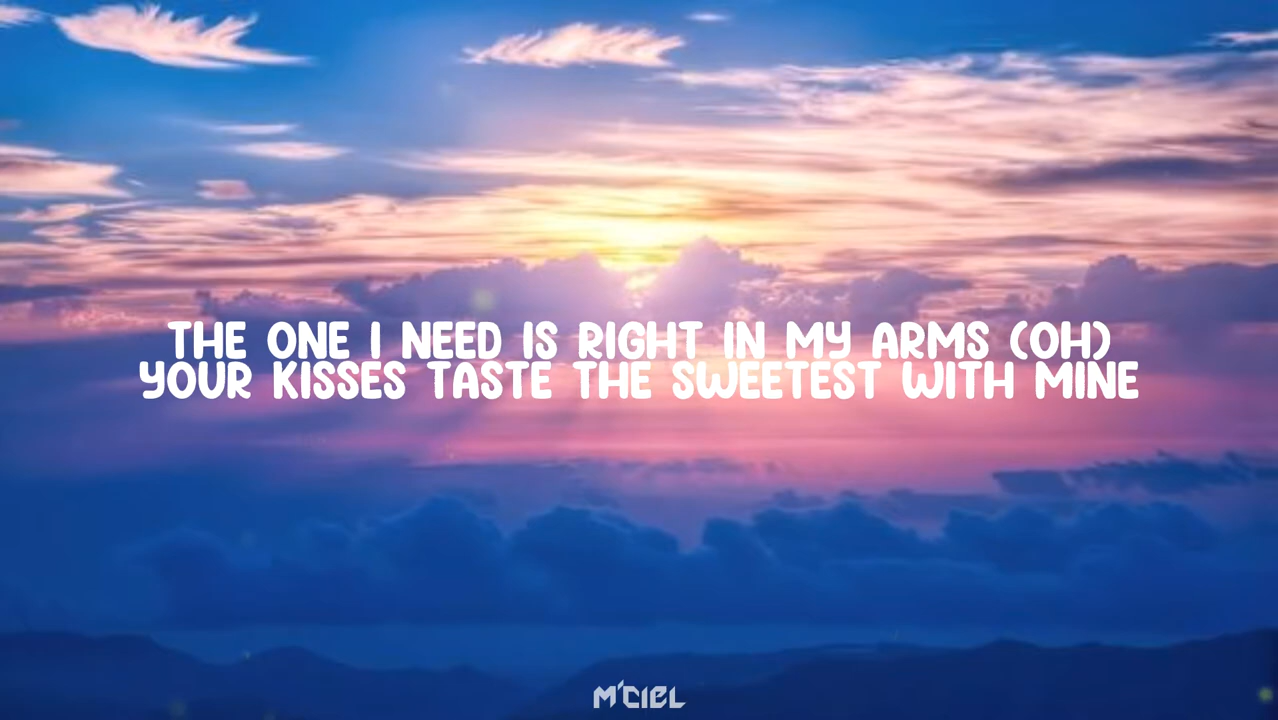 THE ONE I NEED IS RIGHT IN MY ARMS (OH)
YOUR KISSES TASTE THE SWEETEST WITH MINE
M'CIEL